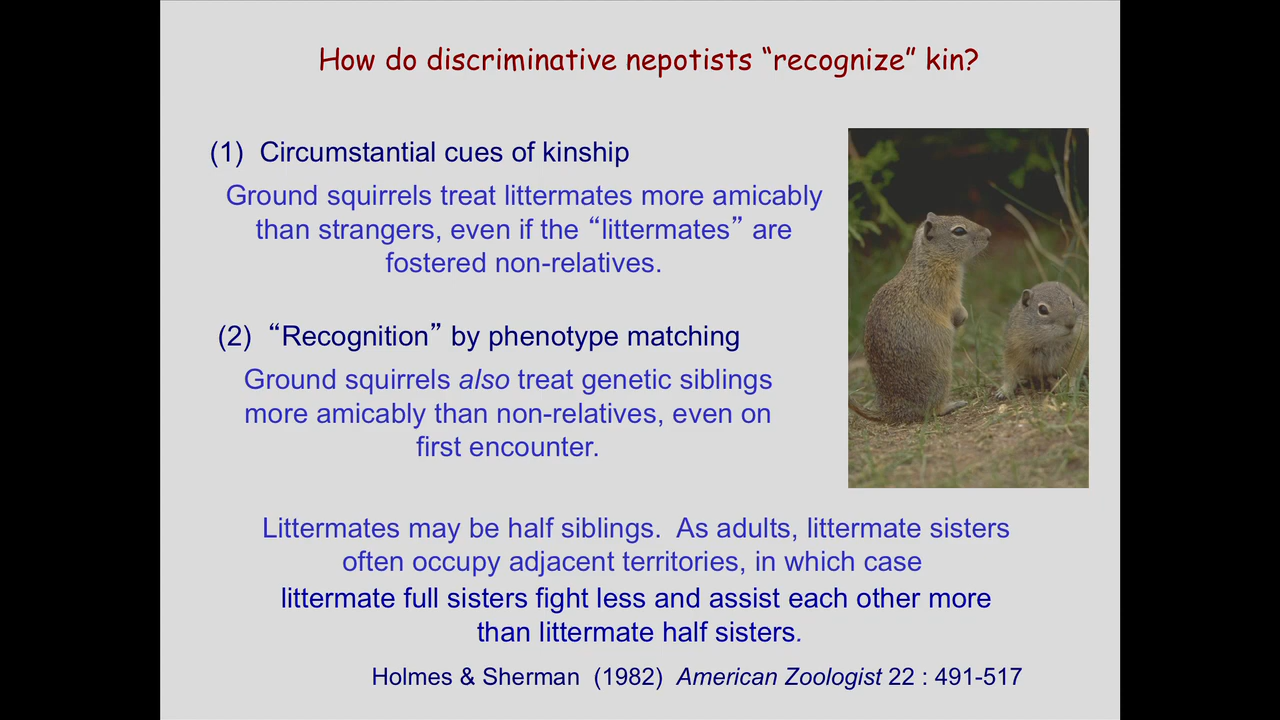 How do discriminative nepotists “recognize” kin?
(1) Circumstantial cues of kinship
Ground squirrels treat littermates more amicably
than strangers, even if the “littermates” are
fostered non-relatives.
(2) “Recognition” by phenotype matching
Ground squirrels also treat genetic siblings
more amicably than non-relatives, even on
first encounter.
Littermates may be half siblings. As adults, littermate sisters
often occupy adjacent territories, in which case
littermate full sisters fight less and assist each other more
than littermate half sisters.
Holmes & Sherman (1982) American Zoologist 22 : 491-517